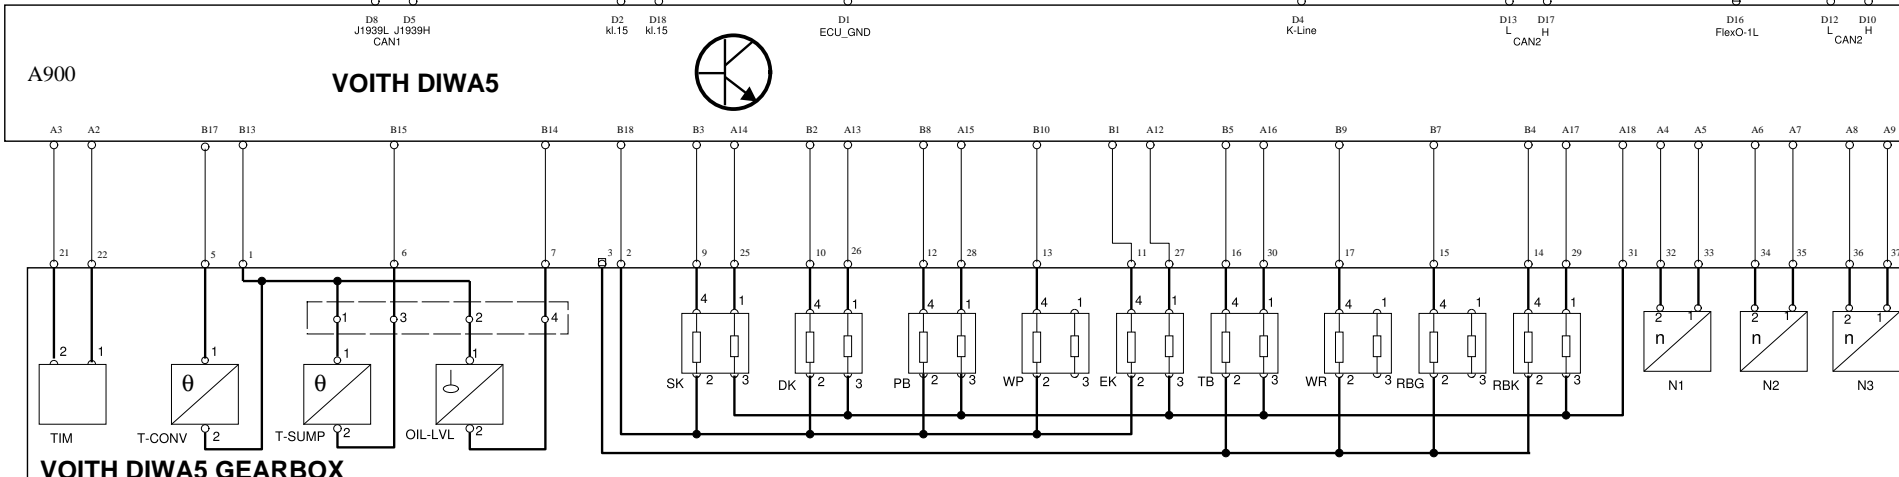 D8 D5 D2 D18 D1 D4 D13 D17 D16 D12 D10
J1939L J1939H kl.15 kl.15 ECU_GND K-Line L H FlexO-1L L H
CAN1 CAN2 CAN2
A900 VOITH DIWA5
A3 A2 B17 B13 B15 B14 B18 B3 A14 B2 A13 B8 A15 B10 B1 A12 B5 A16 B9 B7 B4 A17 A18 A4 A5 A6 A7 A8 A9
21 22 5 1 6 7 3 2 9 25 10 26 12 28 13 11 27 16 30 17 15 14 29 31 32 33 34 35 36 37
4 1 4 1 4 1 4 1 4 1 4 1 4 1 4 1 4 1
1 3 2 4 2 1 2 1 2 1
n n n
2 1 1 1 1
θ θ
SK 2 3 DK 2 3 PB 2 3 WP 2 3 EK 2 3 TB 2 3 WR 2 3 RBG 2 3 RBK 2 3 N1 N2 N3
TIM T-CONV 2 T-SUMP 2 OIL-LVL 2
VOITH DIWA5 GEARBOX